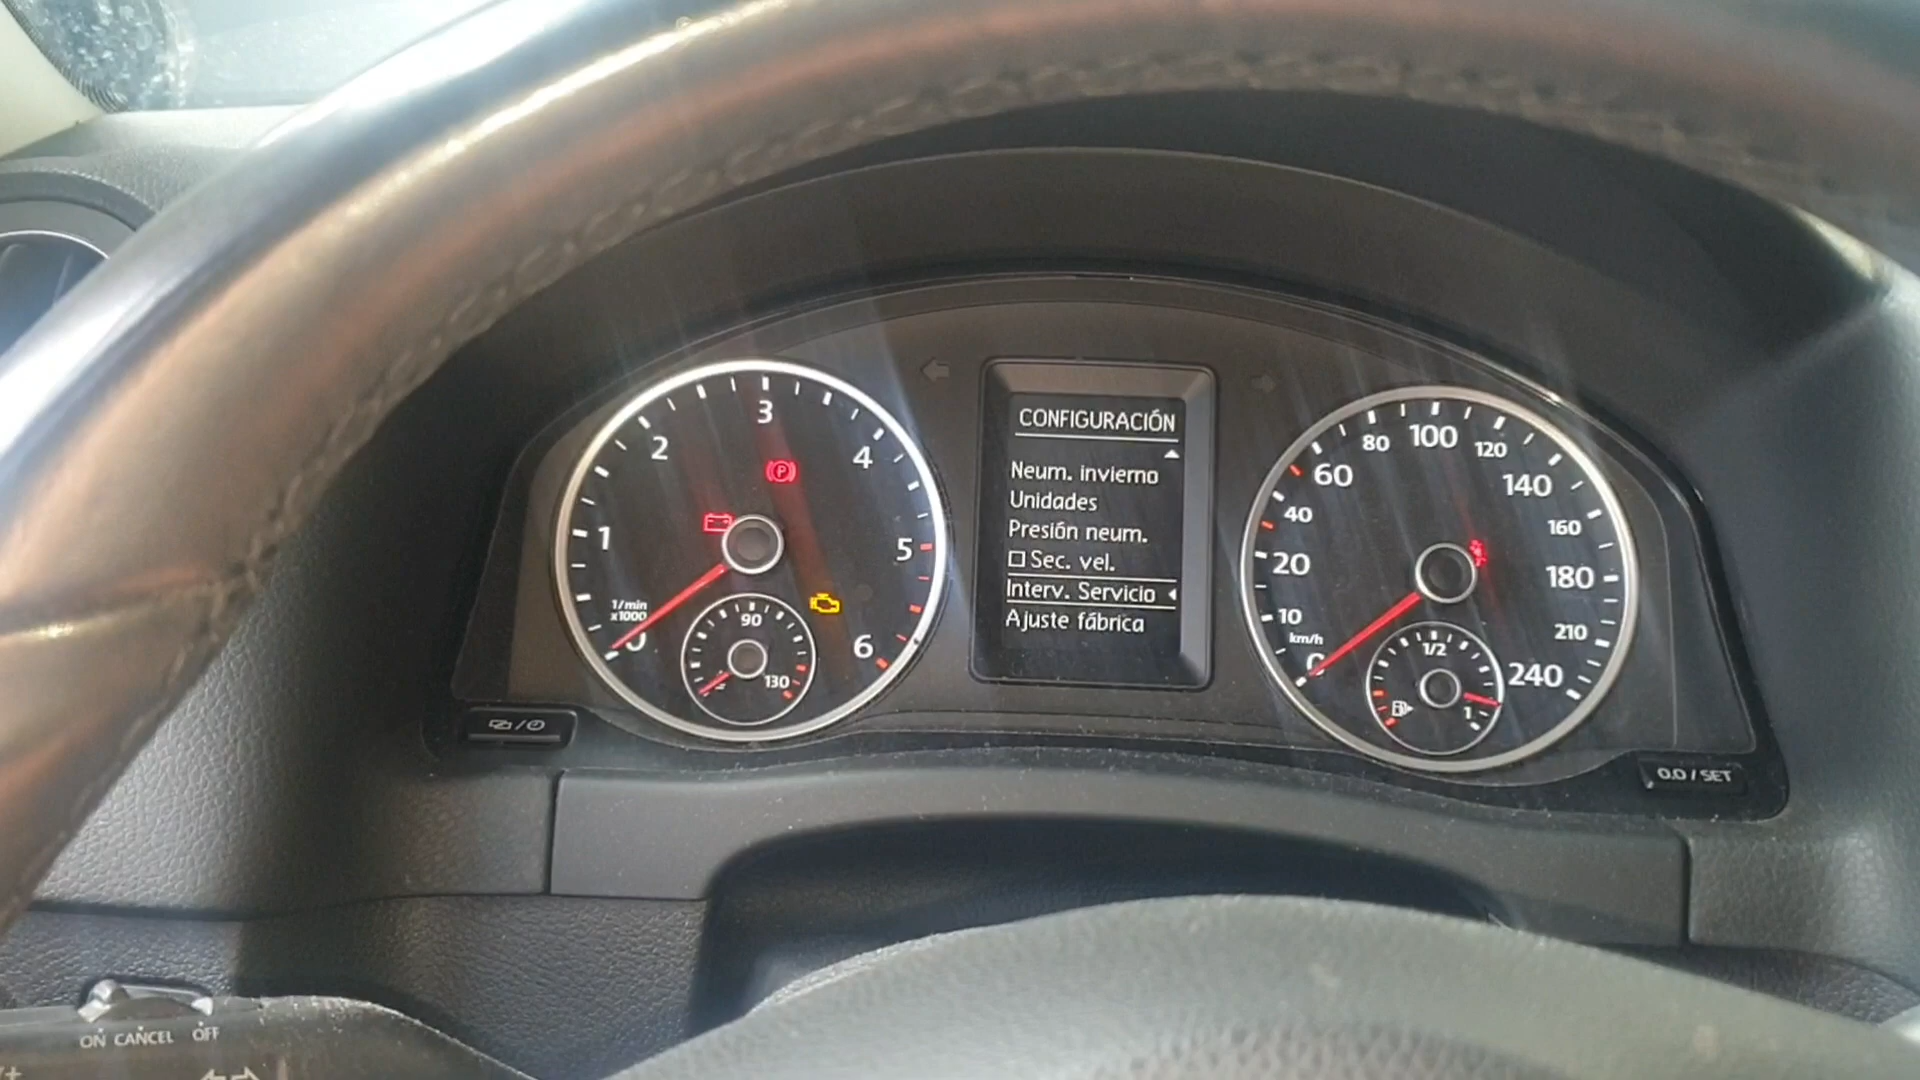 CONFIGURACIÓN
Neum. invierno
Unidades
Presión neum.
Sec. vel.
Interv. Servicio
Ajuste fábrica
0
1
2
3
4
5
6
1/min
x1000
90
130
0
10
20
40
60
80
100
120
140
160
180
210
240
km/h
1/2
1
0.0 / SET
ON CANCEL OFF